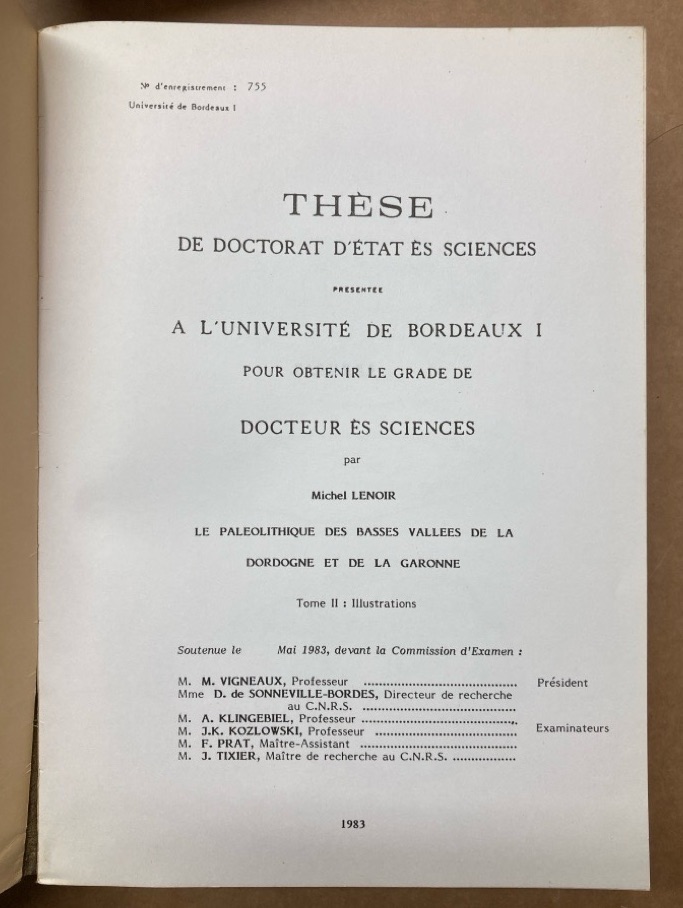 Nº d'enregistrement : 755
Université de Bordeaux I
THÈSE
DE DOCTORAT D'ÉTAT ÈS SCIENCES
PRESENTEE
A L'UNIVERSITÉ DE BORDEAUX I
POUR OBTENIR LE GRADE DE
DOCTEUR ÈS SCIENCES
par
Michel LENOIR
LE PALEOLITHIQUE DES BASSES VALLEES DE LA
DORDOGNE ET DE LA GARONNE
Tome II : Illustrations
Soutenue le Mai 1983, devant la Commission d'Examen :
M. M. VIGNEAUX, Professeur ...................................... Président
Mme D. de SONNEVILLE-BORDES, Directeur de recherche
au C.N.R.S. ......................................
M. A. KLINGEBIEL, Professeur ......................................
M. J.K. KOZLOWSKI, Professeur ................................... Examinateurs
M. F. PRAT, Maître-Assistant ......................................
M. J. TIXIER, Maître de recherche au C.N.R.S. ................
1983